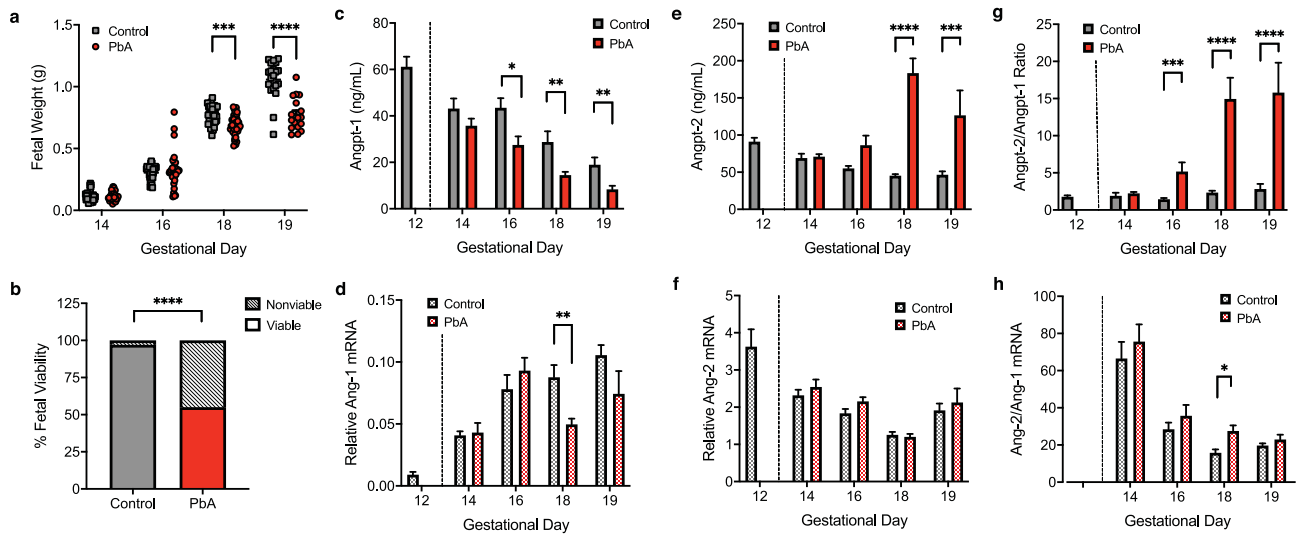 a
Control
PbA
***
****
Fetal Weight (g)
1.5
1.0
0.5
0.0
14 16 18 19
Gestational Day
b
****
Nonviable
Viable
% Fetal Viability
125
100
75
50
25
0
Control PbA
c
Control
PbA
*
**
**
Angpt-1 (ng/mL)
80
60
40
20
0
12 14 16 18 19
Gestational Day
d
Control
PbA
**
Relative Ang-1 mRNA
0.15
0.10
0.05
0.00
12 14 16 18 19
Gestational Day
e
Control
PbA
****
***
Angpt-2 (ng/mL)
250
200
150
100
50
0
12 14 16 18 19
Gestational Day
f
Control
PbA
Relative Ang-2 mRNA
5
4
3
2
1
0
12 14 16 18 19
Gestational Day
g
Control
PbA
***
****
****
Angpt-2/Angpt-1 Ratio
25
20
15
10
5
0
12 14 16 18 19
Gestational Day
h
Control
PbA
*
Ang-2/Ang-1 mRNA
100
80
60
40
20
0
14 16 18 19
Gestational Day